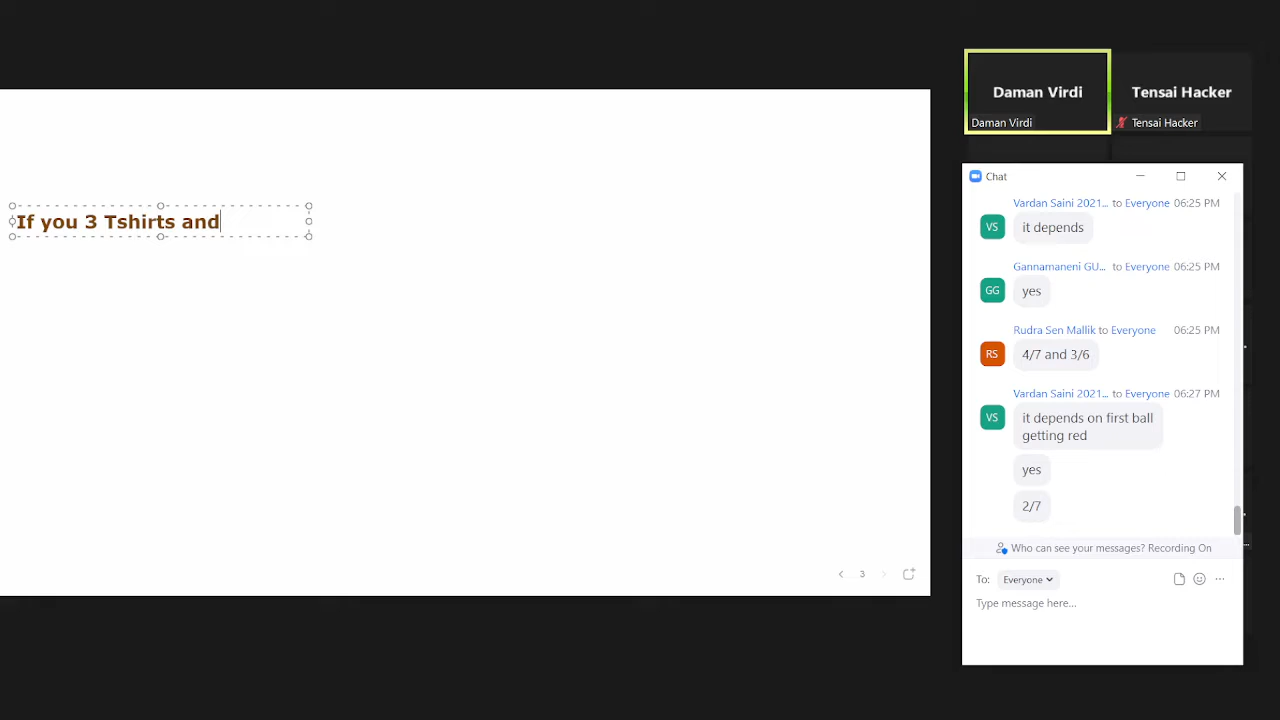 If you 3 Tshirts and
3
Daman Virdi
Daman Virdi
Tensai Hacker
Tensai Hacker
Chat
Vardan Saini 2021... to Everyone 06:25 PM
VS
it depends
Gannamaneni GU... to Everyone 06:25 PM
GG
yes
Rudra Sen Mallik to Everyone 06:25 PM
RS
4/7 and 3/6
Vardan Saini 2021... to Everyone 06:27 PM
VS
it depends on first ball
getting red
yes
2/7
Who can see your messages? Recording On
To: Everyone
Type message here...